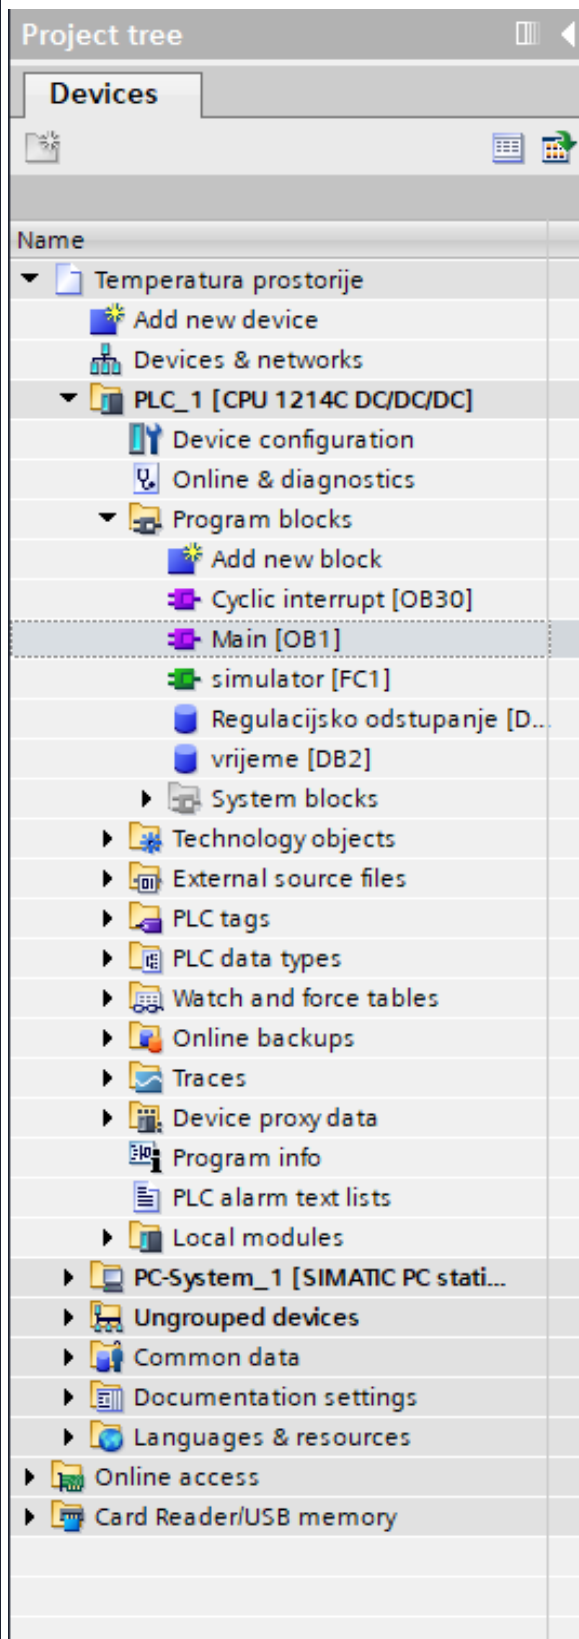 Project tree
Devices
Name
Temperatura prostorije
Add new device
Devices & networks
PLC_1 [CPU 1214C DC/DC/DC]
Device configuration
Online & diagnostics
Program blocks
Add new block
Cyclic interrupt [OB30]
Main [OB1]
simulator [FC1]
Regulacijsko odstupanje [D...
vrijeme [DB2]
System blocks
Technology objects
External source files
PLC tags
PLC data types
Watch and force tables
Online backups
Traces
Device proxy data
Program info
PLC alarm text lists
Local modules
PC-System_1 [SIMATIC PC stati...
Ungrouped devices
Common data
Documentation settings
Languages & resources
Online access
Card Reader/USB memory